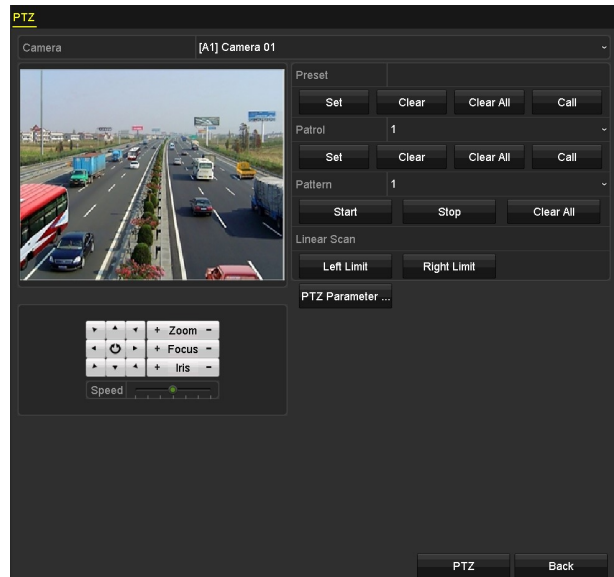 PTZ
Camera [A1] Camera 01
Preset
Set Clear Clear All Call
Patrol 1
Set Clear Clear All Call
Pattern 1
Start Stop Clear All
Linear Scan
Left Limit Right Limit
PTZ Parameter ...
+ Zoom -
+ Focus -
+ Iris -
Speed
PTZ Back